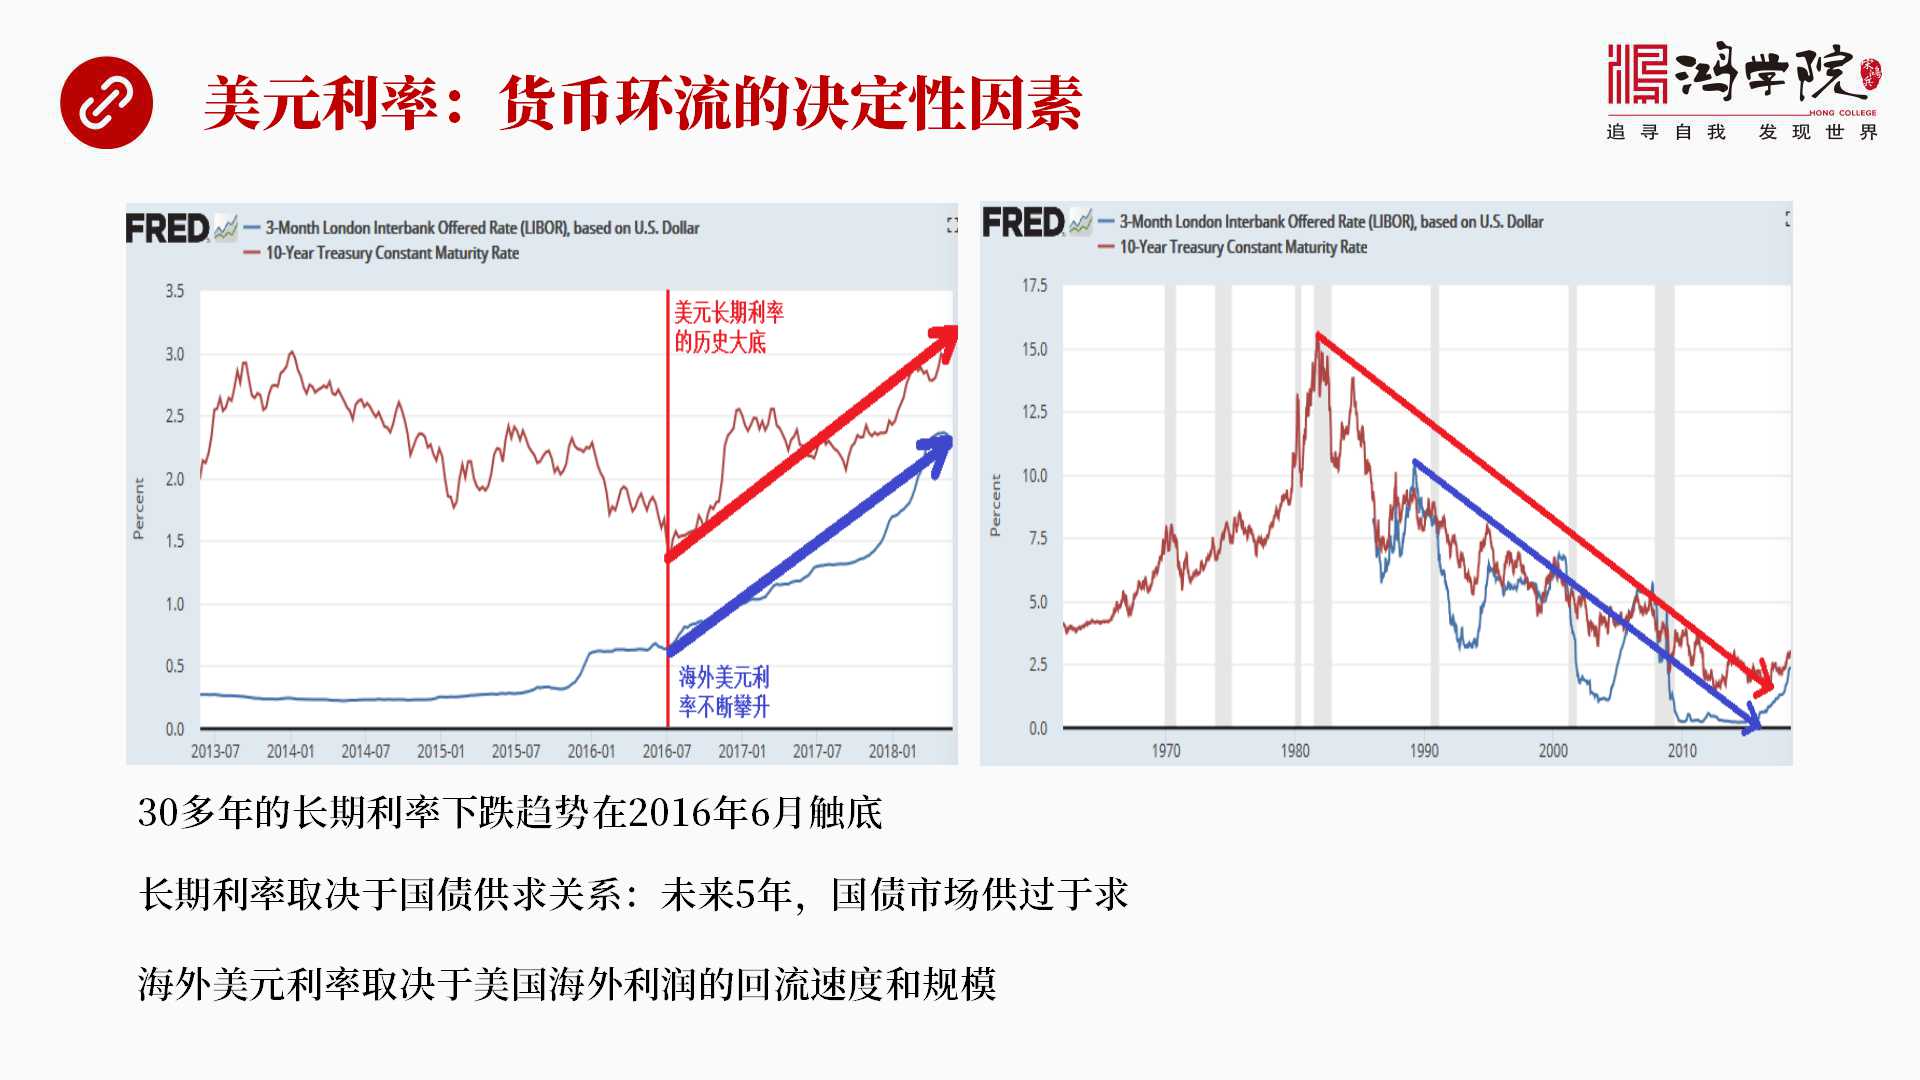 美元利率：货币环流的决定性因素
鸿学院
HONG COLLEGE
追寻自我 发现世界
FRED
3-Month London Interbank Offered Rate (LIBOR), based on U.S. Dollar
10-Year Treasury Constant Maturity Rate
3.5
3.0
2.5
2.0
1.5
1.0
0.5
0.0
Percent
美元长期利率
的历史大底
海外美元利
率不断攀升
2013-07 2014-01 2014-07 2015-01 2015-07 2016-01 2016-07 2017-01 2017-07 2018-01
FRED
3-Month London Interbank Offered Rate (LIBOR), based on U.S. Dollar
10-Year Treasury Constant Maturity Rate
17.5
15.0
12.5
10.0
7.5
5.0
2.5
0.0
Percent
1970 1980 1990 2000 2010
30多年的长期利率下跌趋势在2016年6月触底
长期利率取决于国债供求关系：未来5年，国债市场供过于求
海外美元利率取决于美国海外利润的回流速度和规模